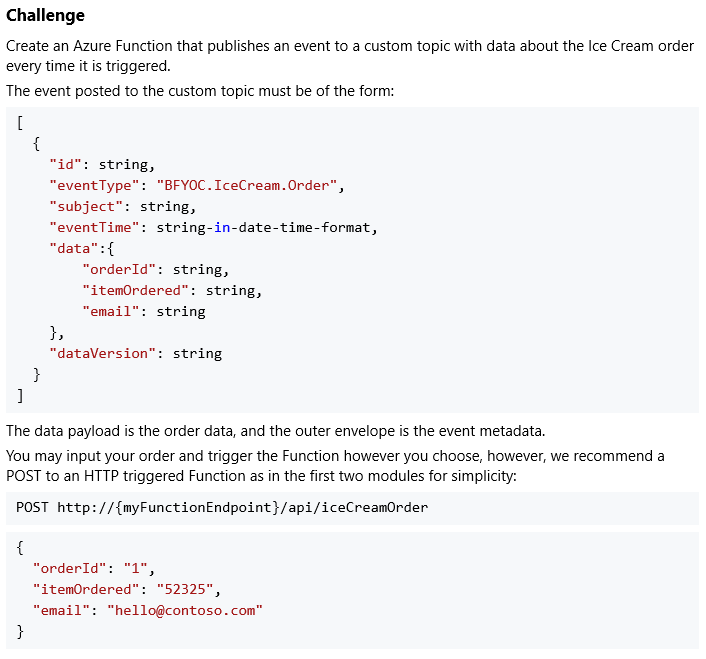 Challenge
Create an Azure Function that publishes an event to a custom topic with data about the Ice Cream order
every time it is triggered.
The event posted to the custom topic must be of the form:
[
  {
    "id": string,
    "eventType": "BFYOC.IceCream.Order",
    "subject": string,
    "eventTime": string-in-date-time-format,
    "data":{
        "orderId": string,
        "itemOrdered": string,
        "email": string
    },
    "dataVersion": string
  }
]
The data payload is the order data, and the outer envelope is the event metadata.
You may input your order and trigger the Function however you choose, however, we recommend a
POST to an HTTP triggered Function as in the first two modules for simplicity:
POST http://{myFunctionEndpoint}/api/iceCreamOrder
{
  "orderId": "1",
  "itemOrdered": "52325",
  "email": "hello@contoso.com"
}